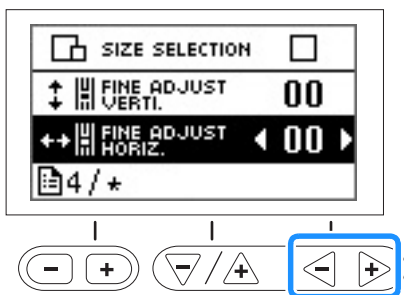 SIZE SELECTION
FINE ADJUST
VERTI. 00
FINE ADJUST
HORIZ. 00
4 / *
- + / - +